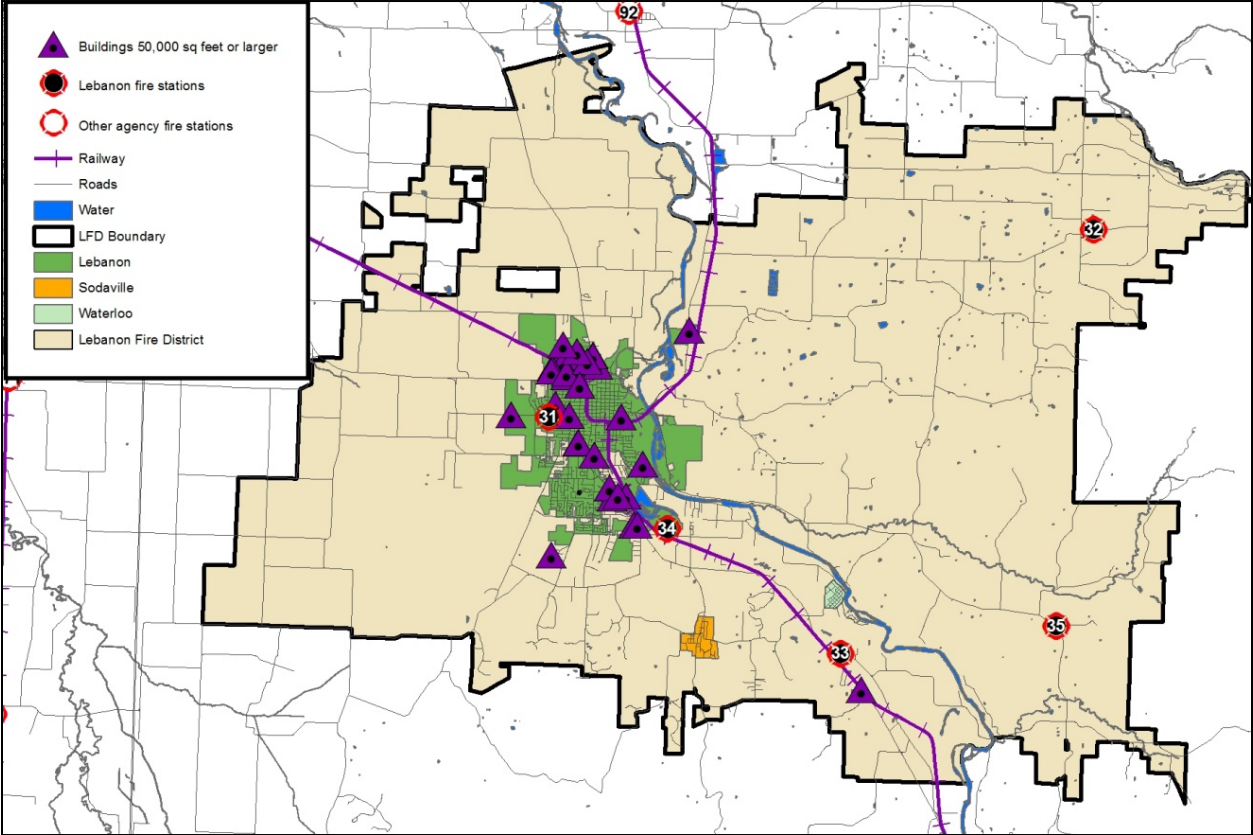 92
Buildings 50,000 sq feet or larger
Lebanon fire stations
Other agency fire stations
Railway
Roads
Water
LFD Boundary
Lebanon
Sodaville
Waterloo
Lebanon Fire District
32
31
34
35
33